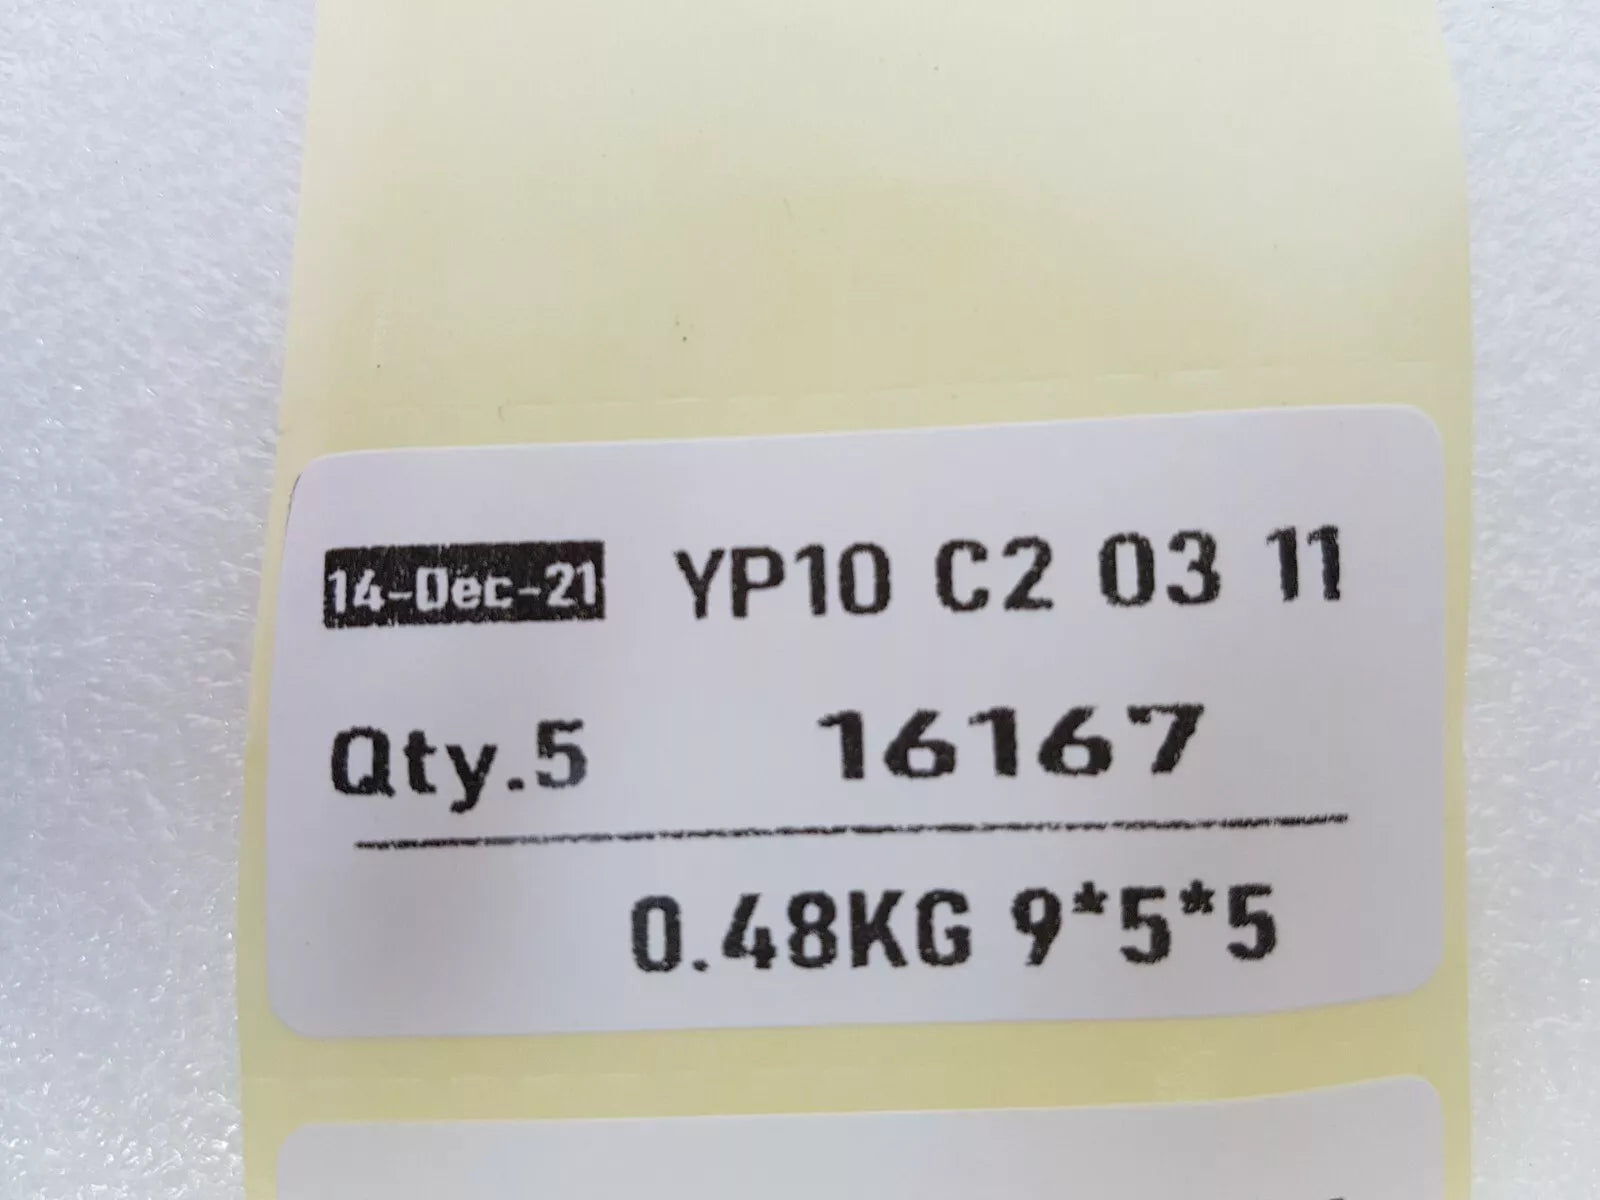 14-Dec-21 YP10 C2 03 11
Qty.5 16167
0.48KG 9*5*5